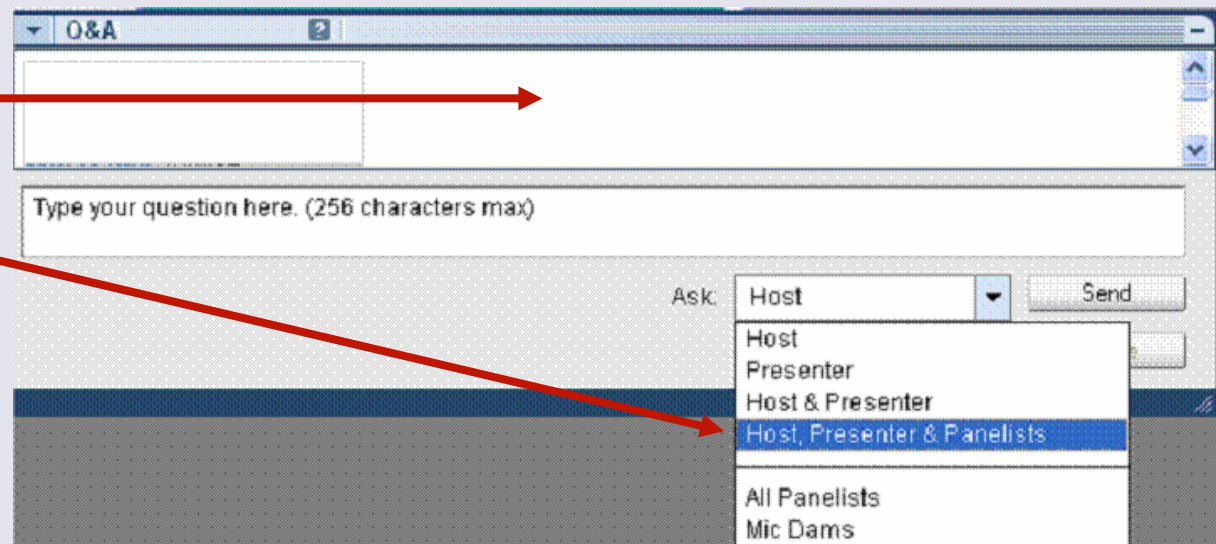 Q&A ?
Type your question here. (256 characters max)
Ask: Host Send
Host
Presenter
Host & Presenter
Host, Presenter & Panelists
All Panelists
Mic Dams